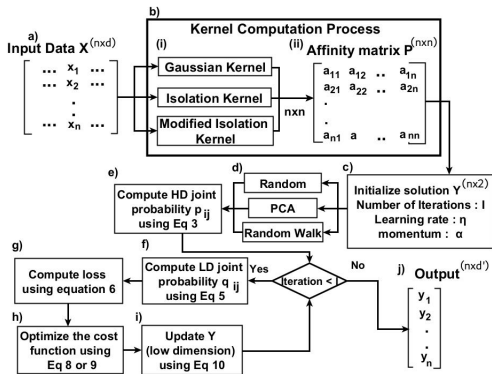 a)
Input Data X(nxd)
... x1 ...
... x2 ...
.
.
... xn ...
b)
Kernel Computation Process
(i)
Gaussian Kernel
Isolation Kernel
Modified Isolation
Kernel
nxn
(ii)
Affinity matrix P(nxn)
a11 a12 .. a1n
a21 a22 .. a2n
.
.
an1 a .. ann
c)
Initialize solution Y(nx2)
Number of Iterations : I
Learning rate : η
momentum : α
d)
Random
PCA
Random Walk
e)
Compute HD joint
probability pij
using Eq 3
f)
Compute LD joint
probability qij
using Eq 5
Yes
Iteration < I
No
g)
Compute loss
using equation 6
h)
Optimize the cost
function using
Eq 8 or 9
i)
Update Y
(low dimension)
using Eq 10
j)
Output(nxd')
y1
y2
.
.
yn